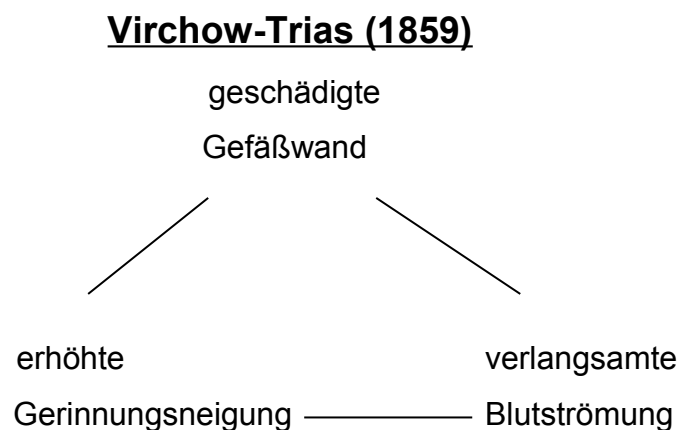 Virchow-Trias (1859)
geschädigte
Gefäßwand
erhöhte
Gerinnungsneigung
verlangsamte
Blutströmung